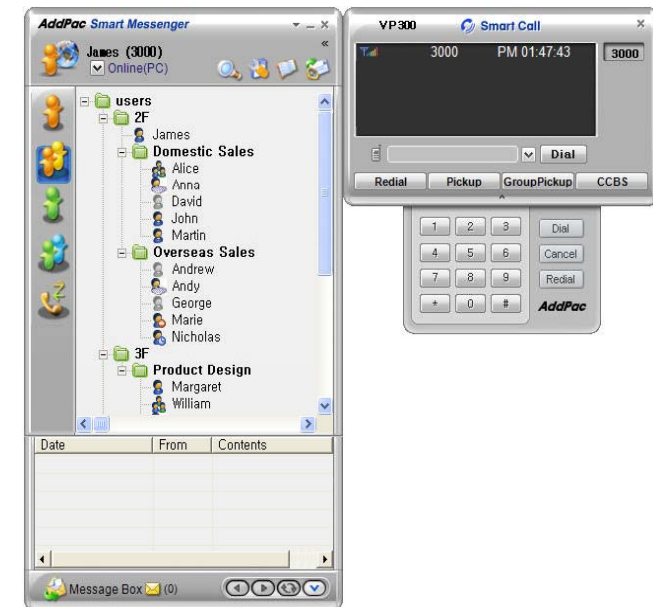 AddPac Smart Messenger
James (3000)
Online(PC)
users
2F
James
Domestic Sales
Alice
Anna
David
John
Martin
Overseas Sales
Andrew
Andy
George
Marie
Nicholas
3F
Product Design
Margaret
William
Date From Contents
Message Box (0)
VP300 Smart Call
3000 PM 01:47:43 3000
Dial
Redial Pickup GroupPickup CCBS
1 2 3 Dial
4 5 6 Cancel
7 8 9 Redial
* 0 # AddPac